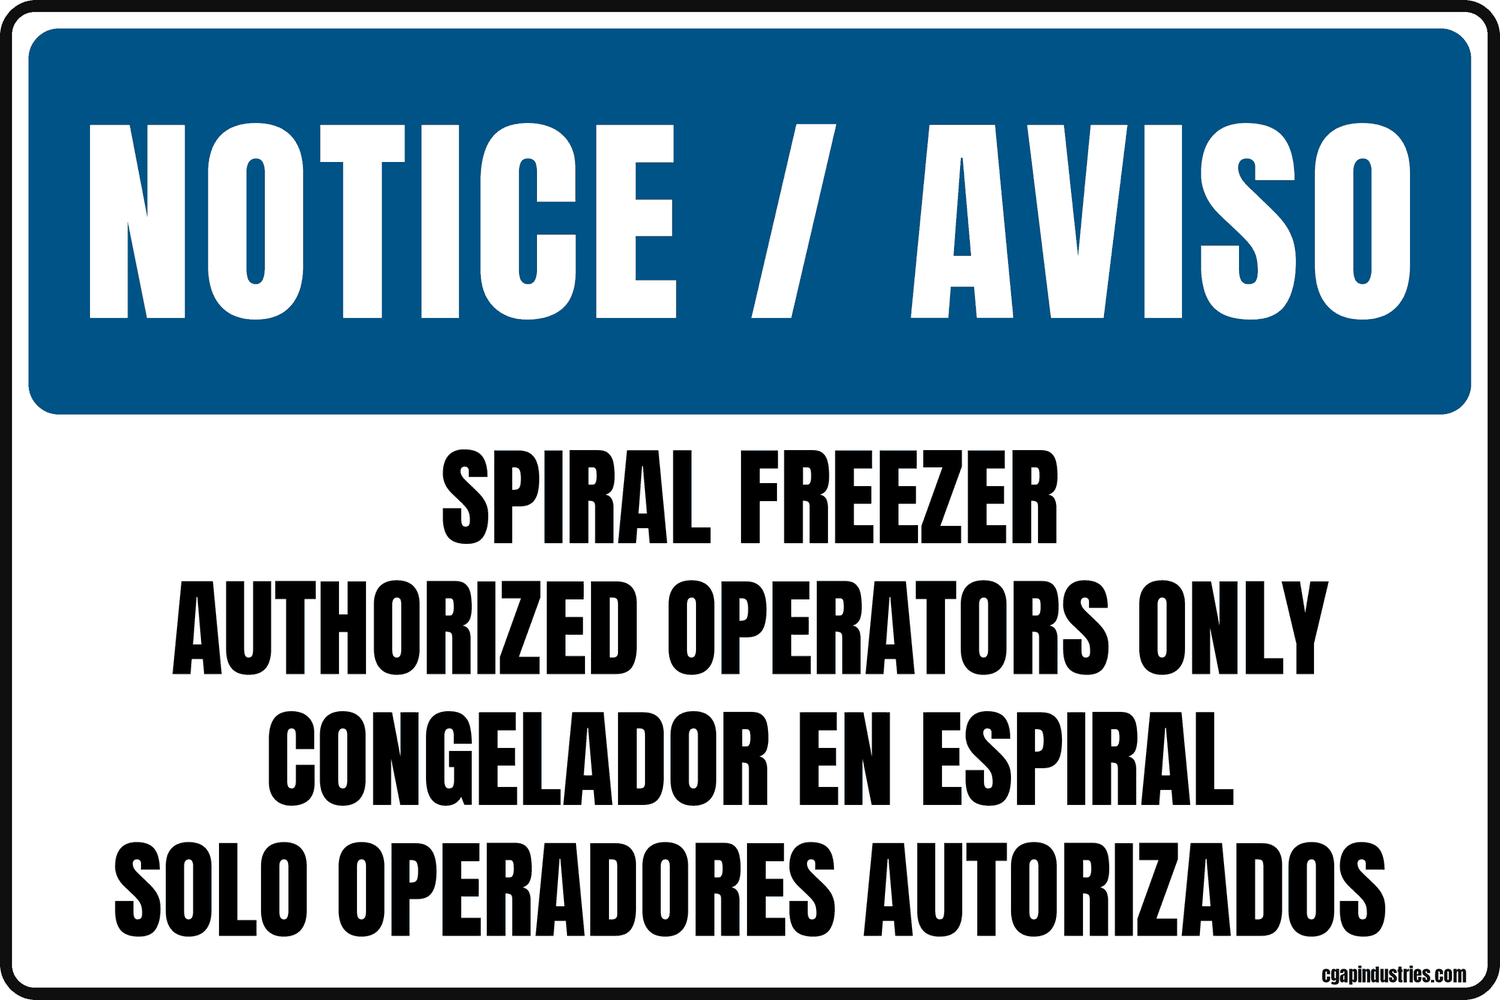 NOTICE / AVISO
SPIRAL FREEZER
AUTHORIZED OPERATORS ONLY
CONGELADOR EN ESPIRAL
SOLO OPERADORES AUTORIZADOS
cgapindustries.com